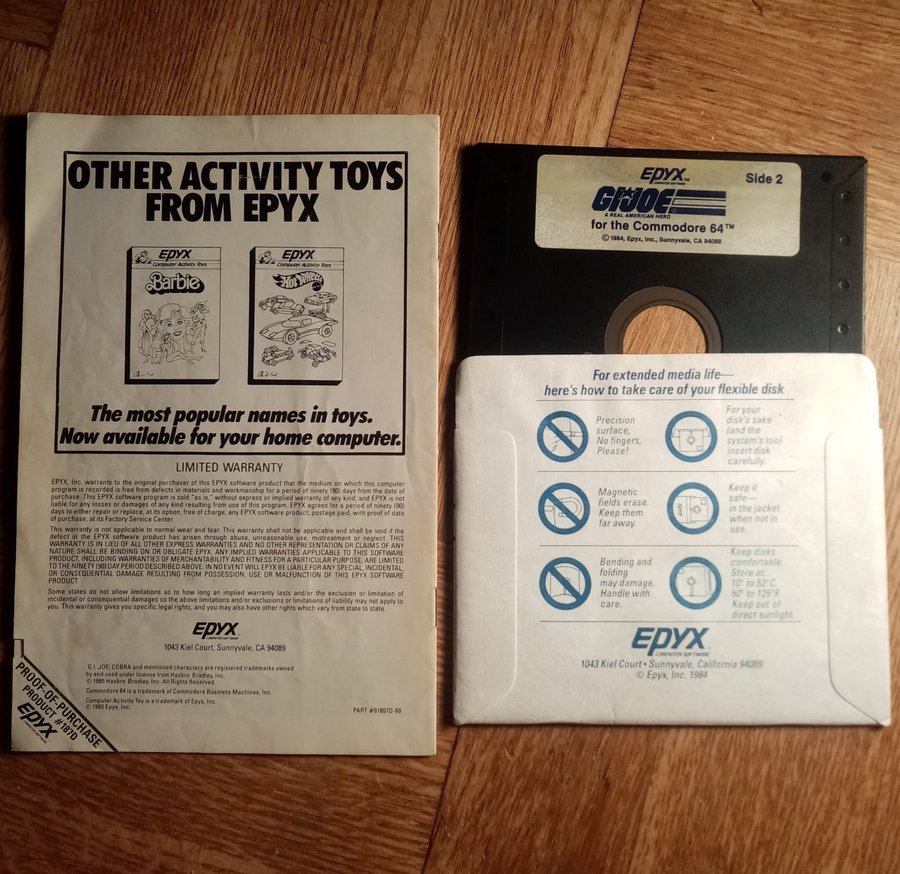 OTHER ACTIVITY TOYS
FROM EPYX
EPYX
Computer Activity Toys
Barbie
EPYX
Computer Activity Toys
HOT WHEELS
The most popular names in toys.
Now available for your home computer.
LIMITED WARRANTY
EPYX, Inc. warrants to the original purchaser of this EPYX software product that the medium on which this computer
program is recorded is free from defects in materials and workmanship for a period of ninety (90) days from the date of
purchase. This EPYX software program is sold "as is," without express or implied warranty of any kind, and EPYX is not
liable for any losses or damages of any kind resulting from use of this program. EPYX agrees for a period of ninety (90)
days to either repair or replace, at its option, free of charge, any EPYX software product, postage paid, with proof of date
of purchase, at its Factory Service Center.
This warranty is not applicable to normal wear and tear. This warranty shall not be applicable and shall be void if the
defect in the EPYX software product has arisen through abuse, unreasonable use, mistreatment or neglect. THIS
WARRANTY IS IN LIEU OF ALL OTHER EXPRESS WARRANTIES AND NO OTHER REPRESENTATION OR CLAIMS OF ANY
NATURE SHALL BE BINDING ON OR OBLIGATE EPYX. ANY IMPLIED WARRANTIES APPLICABLE TO THIS SOFTWARE
PRODUCT, INCLUDING WARRANTIES OF MERCHANTABILITY AND FITNESS FOR A PARTICULAR PURPOSE, ARE LIMITED
TO THE NINETY (90) DAY PERIOD DESCRIBED ABOVE. IN NO EVENT WILL EPYX BE LIABLE FOR ANY SPECIAL, INCIDENTAL,
OR CONSEQUENTIAL DAMAGE RESULTING FROM POSSESSION, USE OR MALFUNCTION OF THIS EPYX SOFTWARE
PRODUCT
Some states do not allow limitations as to how long an implied warranty lasts and/or the exclusion or limitation of
incidental or consequential damages so the above limitations and/or exclusions or limitations of liability may not apply to
you. This warranty gives you specific legal rights, and you may also have other rights which vary from state to state.
EPYX
COMPUTER SOFTWARE
1043 Kiel Court, Sunnyvale, CA 94089
G.I. JOE, COBRA and mentioned characters are registered trademarks owned
by and used under license from Hasbro Bradley, Inc.
© 1985 Hasbro Bradley, Inc. All Rights Reserved.
Commodore 64 is a trademark of Commodore Business Machines, Inc.
Computer Activity Toy is a trademark of Epyx, Inc.
© 1985 Epyx, Inc.
PART #01807D-60
PROOF-OF-PURCHASE
PRODUCT #187D
EPYX
EPYX™
COMPUTER SOFTWARE
Side 2
G.I. JOE
A REAL AMERICAN HERO
for the Commodore 64™
© 1984, Epyx, Inc., Sunnyvale, CA 94089
For extended media life—
here's how to take care of your flexible disk
Precision
surface,
No fingers,
Please!
For your
disk's sake
(and the
system's too)
insert disk
carefully.
Magnetic
fields erase.
Keep them
far away.
Keep it
safe—
in the jacket
when not in
use.
Bending and
folding
may damage.
Handle with
care.
Keep disks
comfortable.
Store at:
10° to 52°C.
50° to 125°F.
Keep out of
direct sunlight.
EPYX
COMPUTER SOFTWARE
1043 Kiel Court • Sunnyvale, California 94089
© Epyx, Inc. 1984